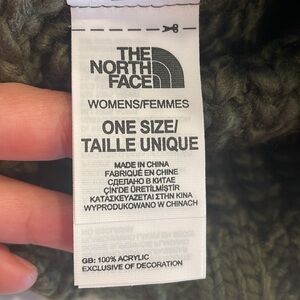 THE
NORTH
FACE
WOMENS/FEMMES
ONE SIZE/
TAILLE UNIQUE
MADE IN CHINA
FABRIQUÉ EN CHINE
СДЕЛАНО В КИТАЕ
ÇİN'DE ÜRETİLMİŞTİR
ΚΑΤΑΣΚΕΥΑΖΕΤΑΙ ΣΤΗΝ ΚΙΝΑ
WYPRODUKOWANO W CHINACH
GB: 100% ACRYLIC
EXCLUSIVE OF DECORATION